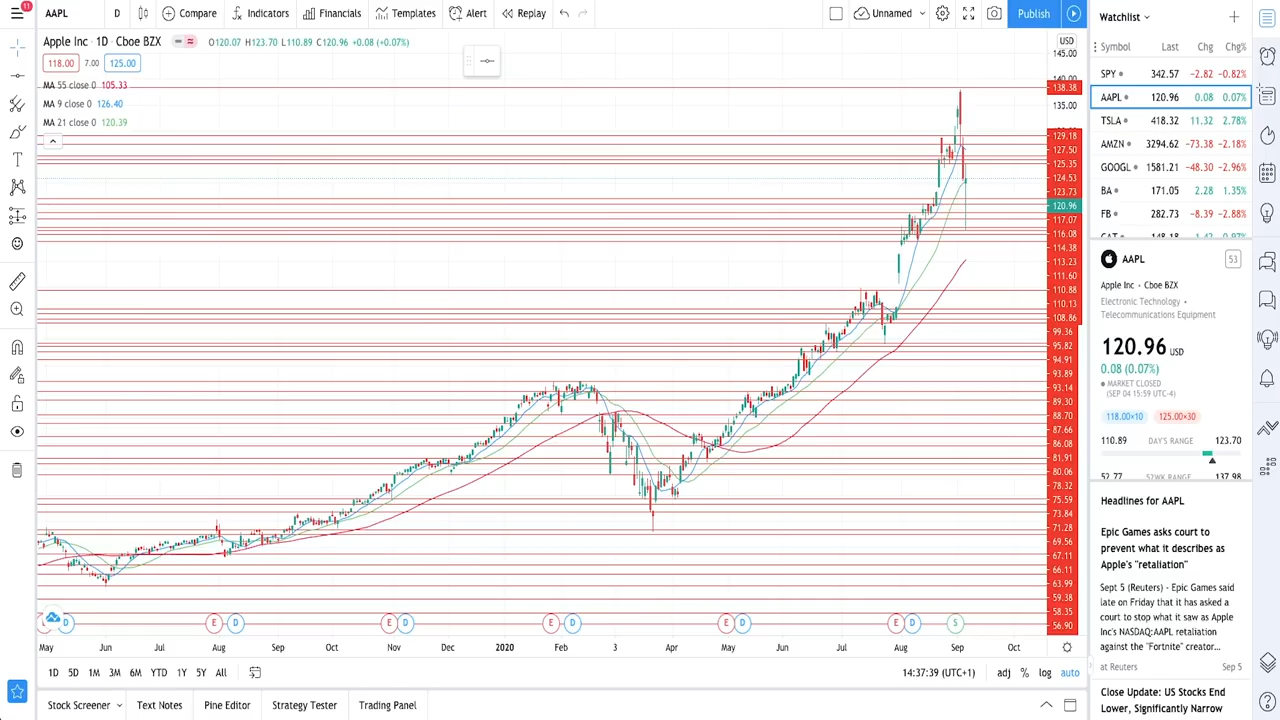 11
AAPL D Compare Indicators Financials Templates Alert Replay Unnamed Publish
Apple Inc · 1D · Cboe BZX O120.07 H123.70 L110.89 C120.96 +0.08 (+0.07%)
118.00 7.00 125.00
MA 55 close 0 105.33
MA 9 close 0 126.40
MA 21 close 0 120.39
USD
145.00
140.00
138.38
135.00
129.18
127.50
125.35
124.53
123.73
120.96
117.07
116.08
114.38
113.23
111.60
110.88
110.13
108.86
99.36
95.82
94.91
93.89
93.14
89.30
88.70
87.66
86.08
81.91
80.06
78.32
75.59
73.84
71.28
69.56
67.11
66.11
63.99
59.38
58.35
56.90
D E D E D E D E D E D S
May Jun Jul Aug Sep Oct Nov Dec 2020 Feb 3 Apr May Jun Jul Aug Sep Oct
1D 5D 1M 3M 6M YTD 1Y 5Y All
14:37:39 (UTC+1) adj % log auto
Stock Screener Text Notes Pine Editor Strategy Tester Trading Panel
Watchlist
Symbol Last Chg Chg%
SPY 342.57 −2.82 −0.82%
AAPL 120.96 0.08 0.07%
TSLA 418.32 11.32 2.78%
AMZN 3294.62 −73.38 −2.18%
GOOGL 1581.21 −48.30 −2.96%
BA 171.05 2.28 1.35%
FB 282.73 −8.39 −2.88%
CAT 148.18 1.42 0.97%
AAPL 53
Apple Inc · Cboe BZX
Electronic Technology ·
Telecommunications Equipment
120.96 USD
0.08 (0.07%)
MARKET CLOSED
(SEP 04 15:59 UTC-4)
118.00×10 125.00×30
110.89 DAYS RANGE 123.70
52.77 52WK RANGE 137.98
Headlines for AAPL
Epic Games asks court to
prevent what it describes as
Apple's "retaliation"
Sept 5 (Reuters) - Epic Games said
late on Friday that it has asked a
court to stop what it saw as Apple
Inc's NASDAQ:AAPL retaliation
against the "Fortnite" creator...
at Reuters Sep 5
Close Update: US Stocks End
Lower, Significantly Narrow